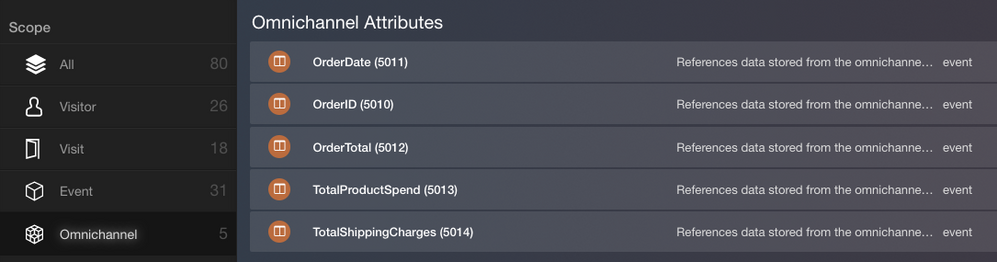 Scope
All 80
Visitor 26
Visit 18
Event 31
Omnichannel 5
Omnichannel Attributes
OrderDate (5011) References data stored from the omnichanne... event
OrderID (5010) References data stored from the omnichanne... event
OrderTotal (5012) References data stored from the omnichanne... event
TotalProductSpend (5013) References data stored from the omnichanne... event
TotalShippingCharges (5014) References data stored from the omnichanne... event